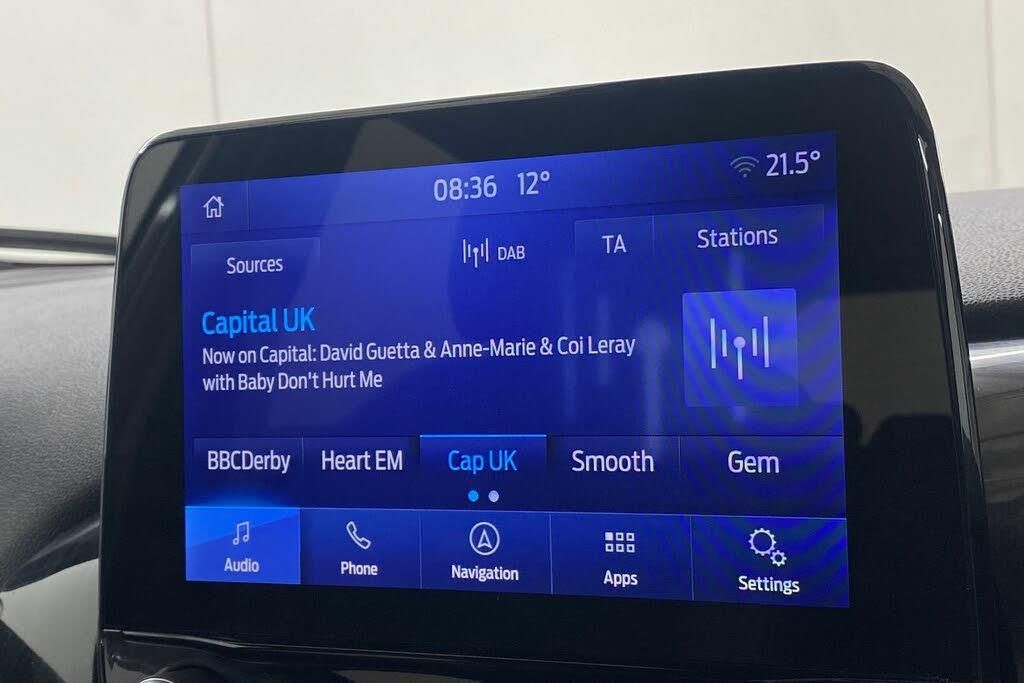 08:36 12° 21.5°
Sources DAB TA Stations
Capital UK
Now on Capital: David Guetta & Anne-Marie & Coi Leray
with Baby Don't Hurt Me
BBCDerby Heart EM Cap UK Smooth Gem
Audio Phone Navigation Apps Settings